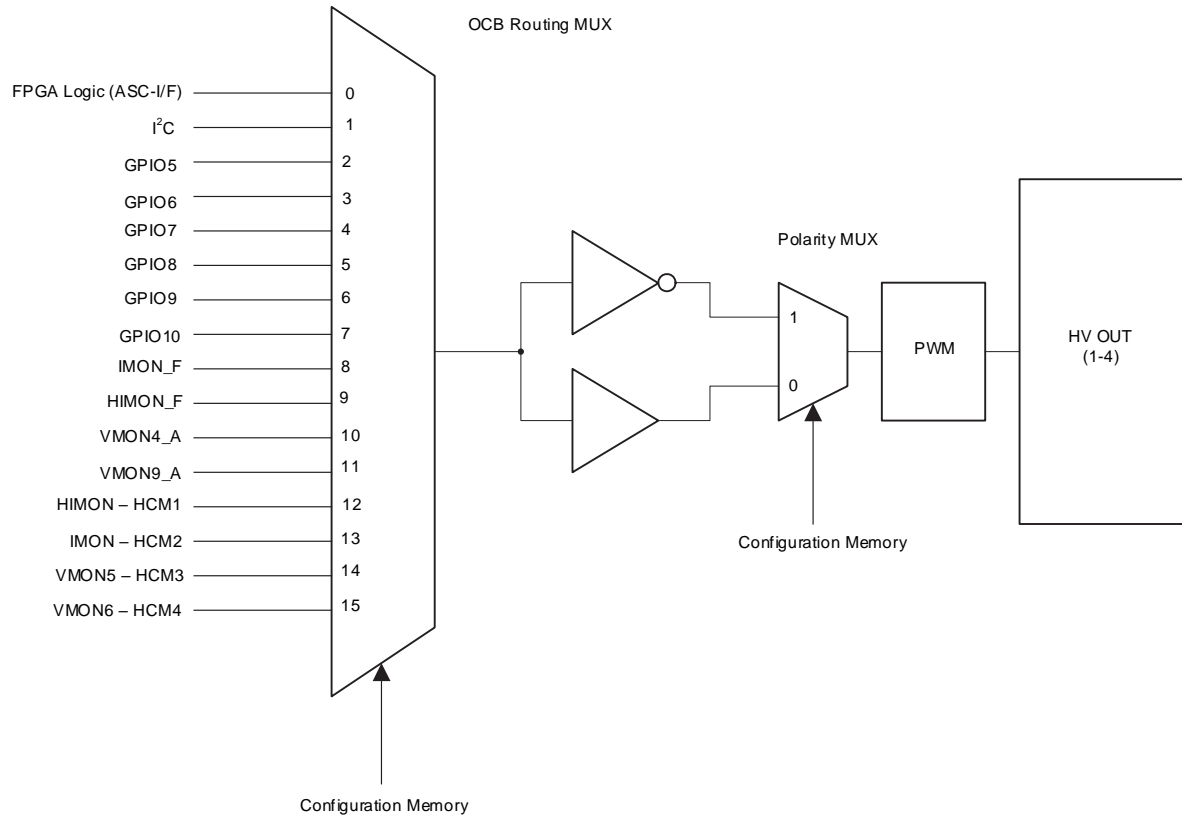 OCB Routing MUX
FPGA Logic (ASC-I/F) 0
I²C 1
GPIO5 2
GPIO6 3
GPIO7 4
GPIO8 5
GPIO9 6
GPIO10 7
IMON_F 8
HIMON_F 9
VMON4_A 10
VMON9_A 11
HIMON – HCM1 12
IMON – HCM2 13
VMON5 – HCM3 14
VMON6 – HCM4 15
Configuration Memory
Polarity MUX
1
0
Configuration Memory
PWM
HV OUT
(1-4)